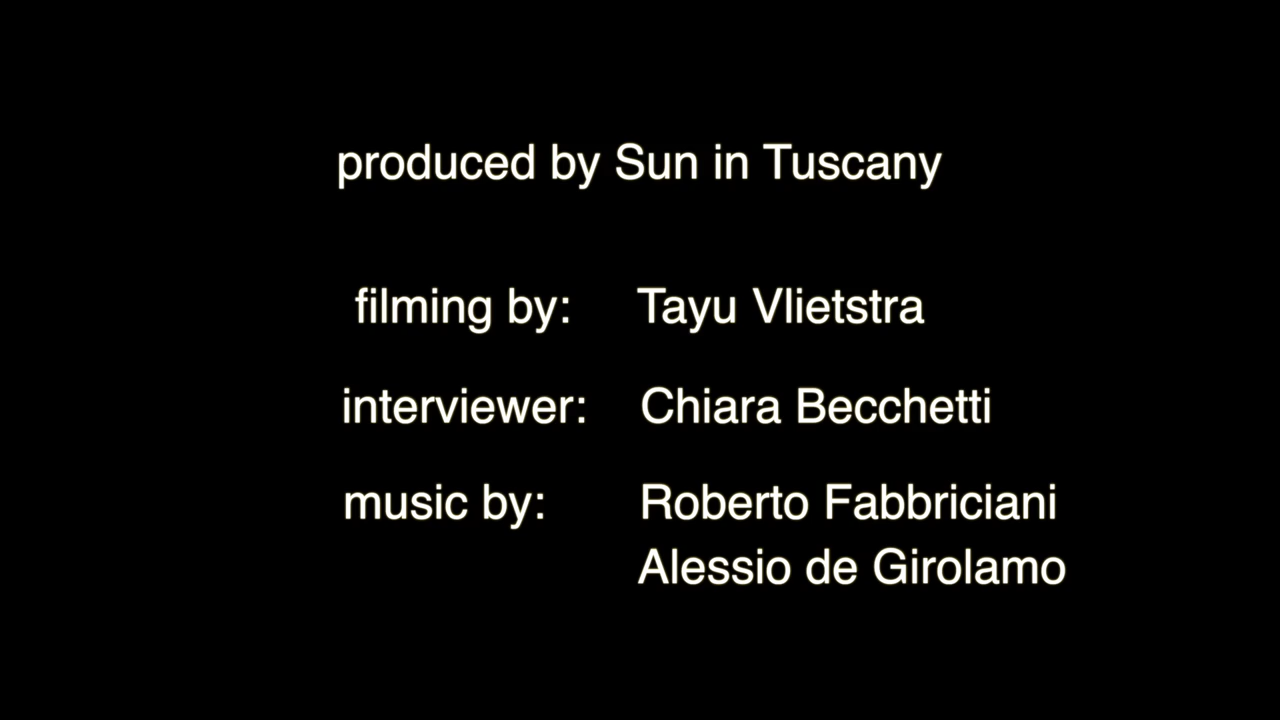 produced by Sun in Tuscany
filming by: Tayu Vlietstra
interviewer: Chiara Becchetti
music by: Roberto Fabbriciani
Alessio de Girolamo